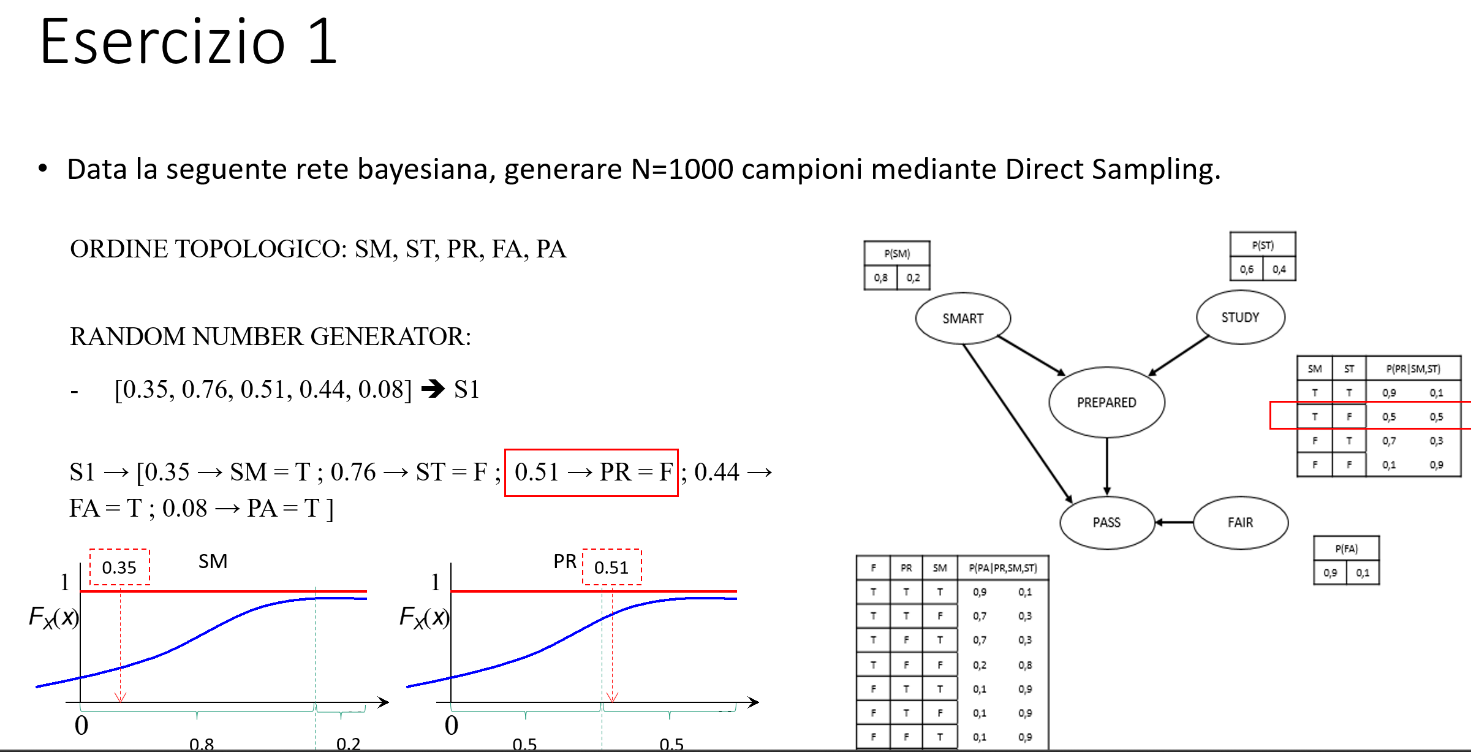 Esercizio 1
• Data la seguente rete bayesiana, generare N=1000 campioni mediante Direct Sampling.
ORDINE TOPOLOGICO: SM, ST, PR, FA, PA
RANDOM NUMBER GENERATOR:
- [0.35, 0.76, 0.51, 0.44, 0.08] 🡺 S1
S1 → [0.35 → SM = T ; 0.76 → ST = F ; 0.51 → PR = F ; 0.44 →
FA = T ; 0.08 → PA = T ]
0.35
SM
1
F_X(x)
0
0.8 0.2
PR
0.51
1
F_X(x)
0
0.5 0.5
P(SM)
0,8 0,2
P(ST)
0,6 0,4
SMART
STUDY
PREPARED
PASS
FAIR
SM ST P(PR|SM,ST)
T T 0,9 0,1
T F 0,5 0,5
F T 0,7 0,3
F F 0,1 0,9
P(FA)
0,9 0,1
F PR SM P(PA|PR,SM,ST)
T T T 0,9 0,1
T T F 0,7 0,3
T F T 0,7 0,3
T F F 0,2 0,8
F T T 0,1 0,9
F T F 0,1 0,9
F F T 0,1 0,9